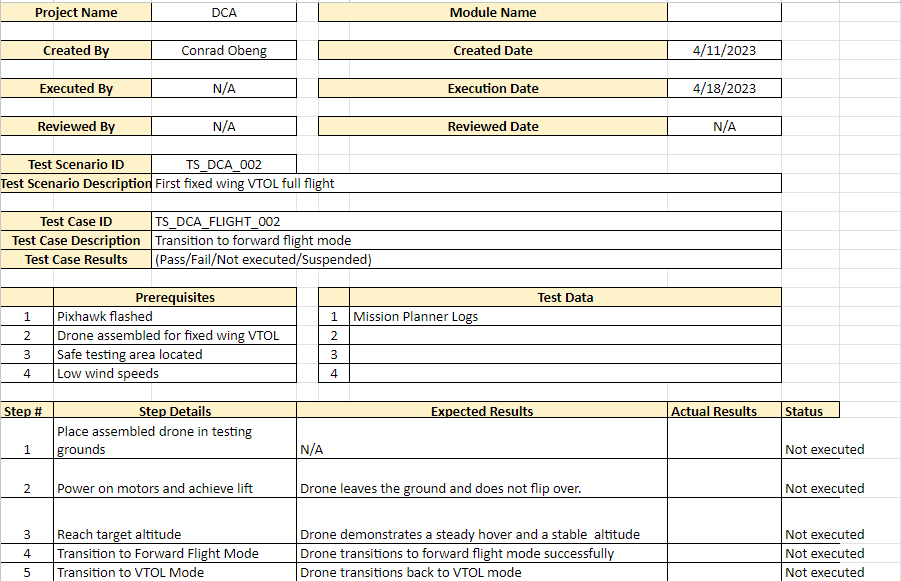 Project Name DCA Module Name
Created By Conrad Obeng Created Date 4/11/2023
Executed By N/A Execution Date 4/18/2023
Reviewed By N/A Reviewed Date N/A
Test Scenario ID TS_DCA_002
Test Scenario Description First fixed wing VTOL full flight
Test Case ID TS_DCA_FLIGHT_002
Test Case Description Transition to forward flight mode
Test Case Results (Pass/Fail/Not executed/Suspended)
Prerequisites Test Data
1 Pixhawk flashed 1 Mission Planner Logs
2 Drone assembled for fixed wing VTOL 2
3 Safe testing area located 3
4 Low wind speeds 4
Step # Step Details Expected Results Actual Results Status
Place assembled drone in testing
1 grounds N/A Not executed
2 Power on motors and achieve lift Drone leaves the ground and does not flip over. Not executed
3 Reach target altitude Drone demonstrates a steady hover and a stable altitude Not executed
4 Transition to Forward Flight Mode Drone transitions to forward flight mode successfully Not executed
5 Transition to VTOL Mode Drone transitions back to VTOL mode Not executed